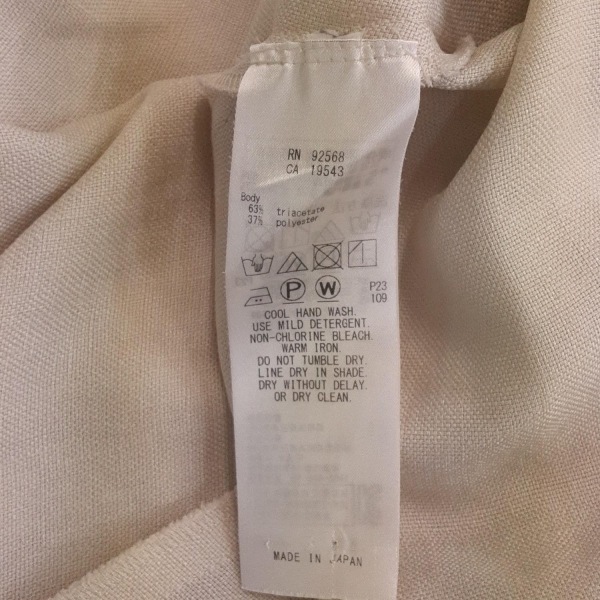 RN 92568
CA 19543
Body
63% triacetate
37% polyester
P W P23
109
COOL HAND WASH.
USE MILD DETERGENT.
NON-CHLORINE BLEACH.
WARM IRON.
DO NOT TUMBLE DRY.
LINE DRY IN SHADE.
DRY WITHOUT DELAY.
OR DRY CLEAN.
MADE IN JAPAN